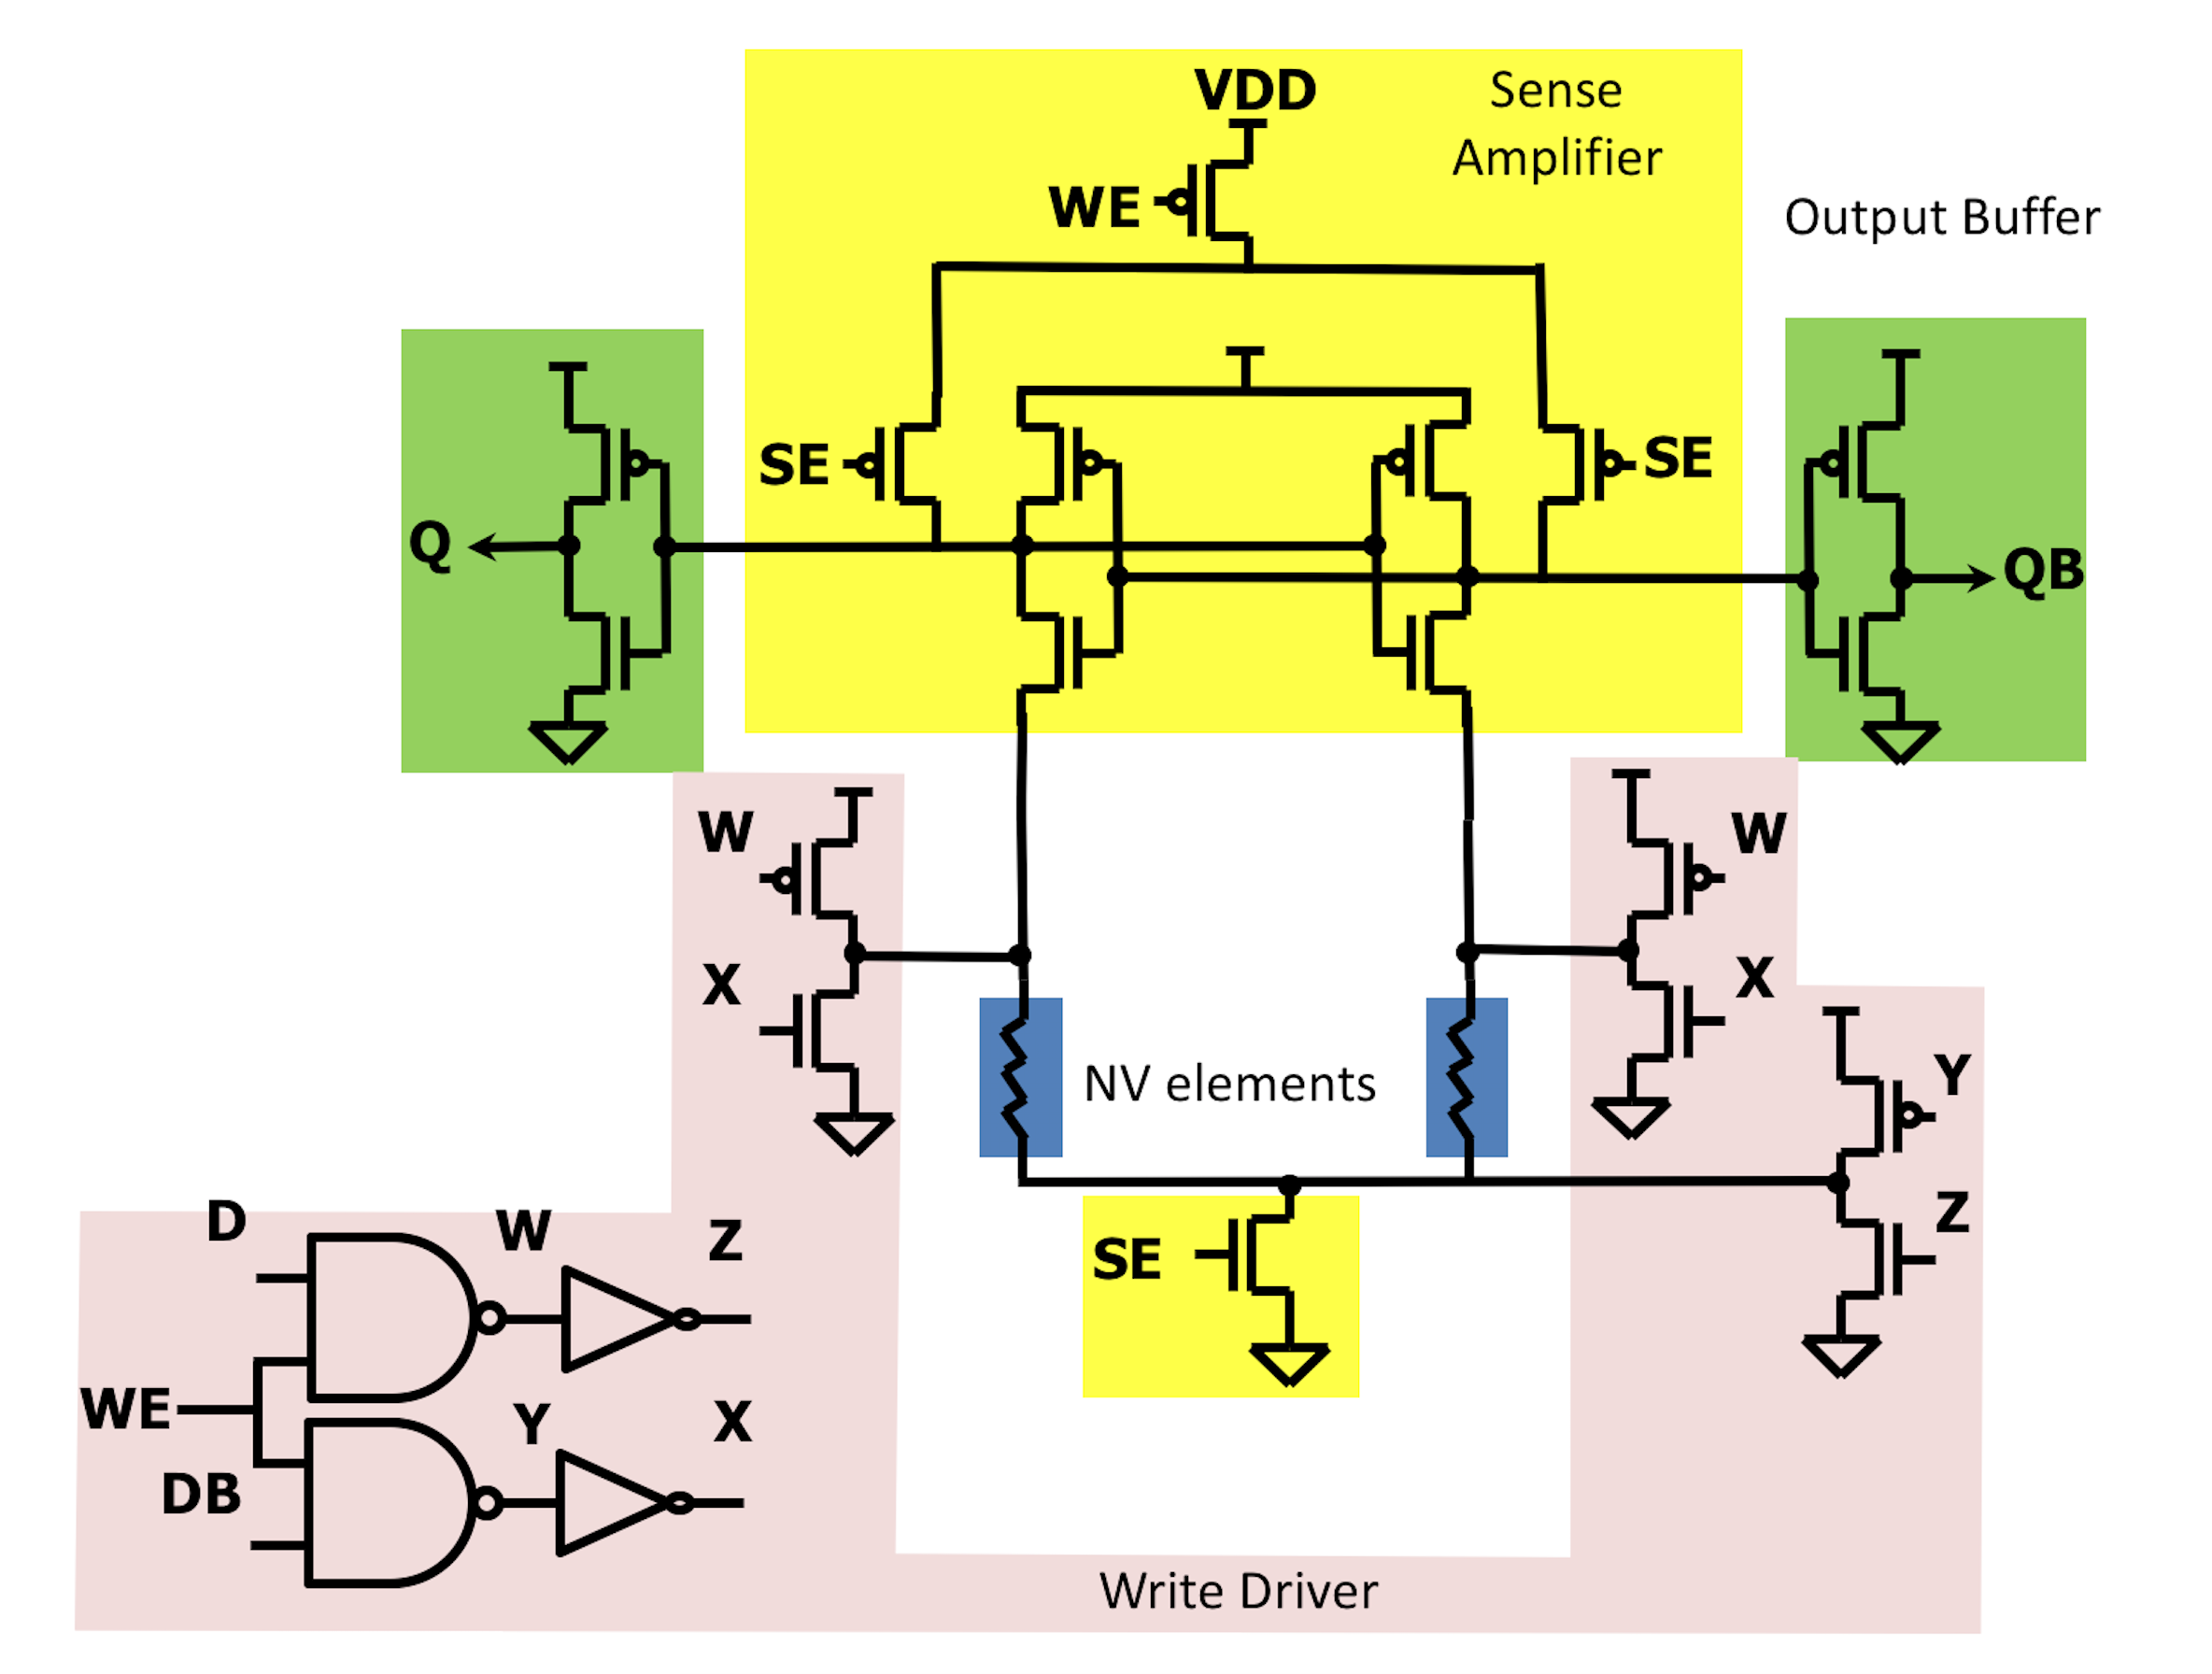 VDD
Sense
Amplifier
WE
Output Buffer
SE
SE
Q
QB
W
W
X
X
NV elements
Y
D
W
Z
Z
SE
WE
Y
X
DB
Write Driver